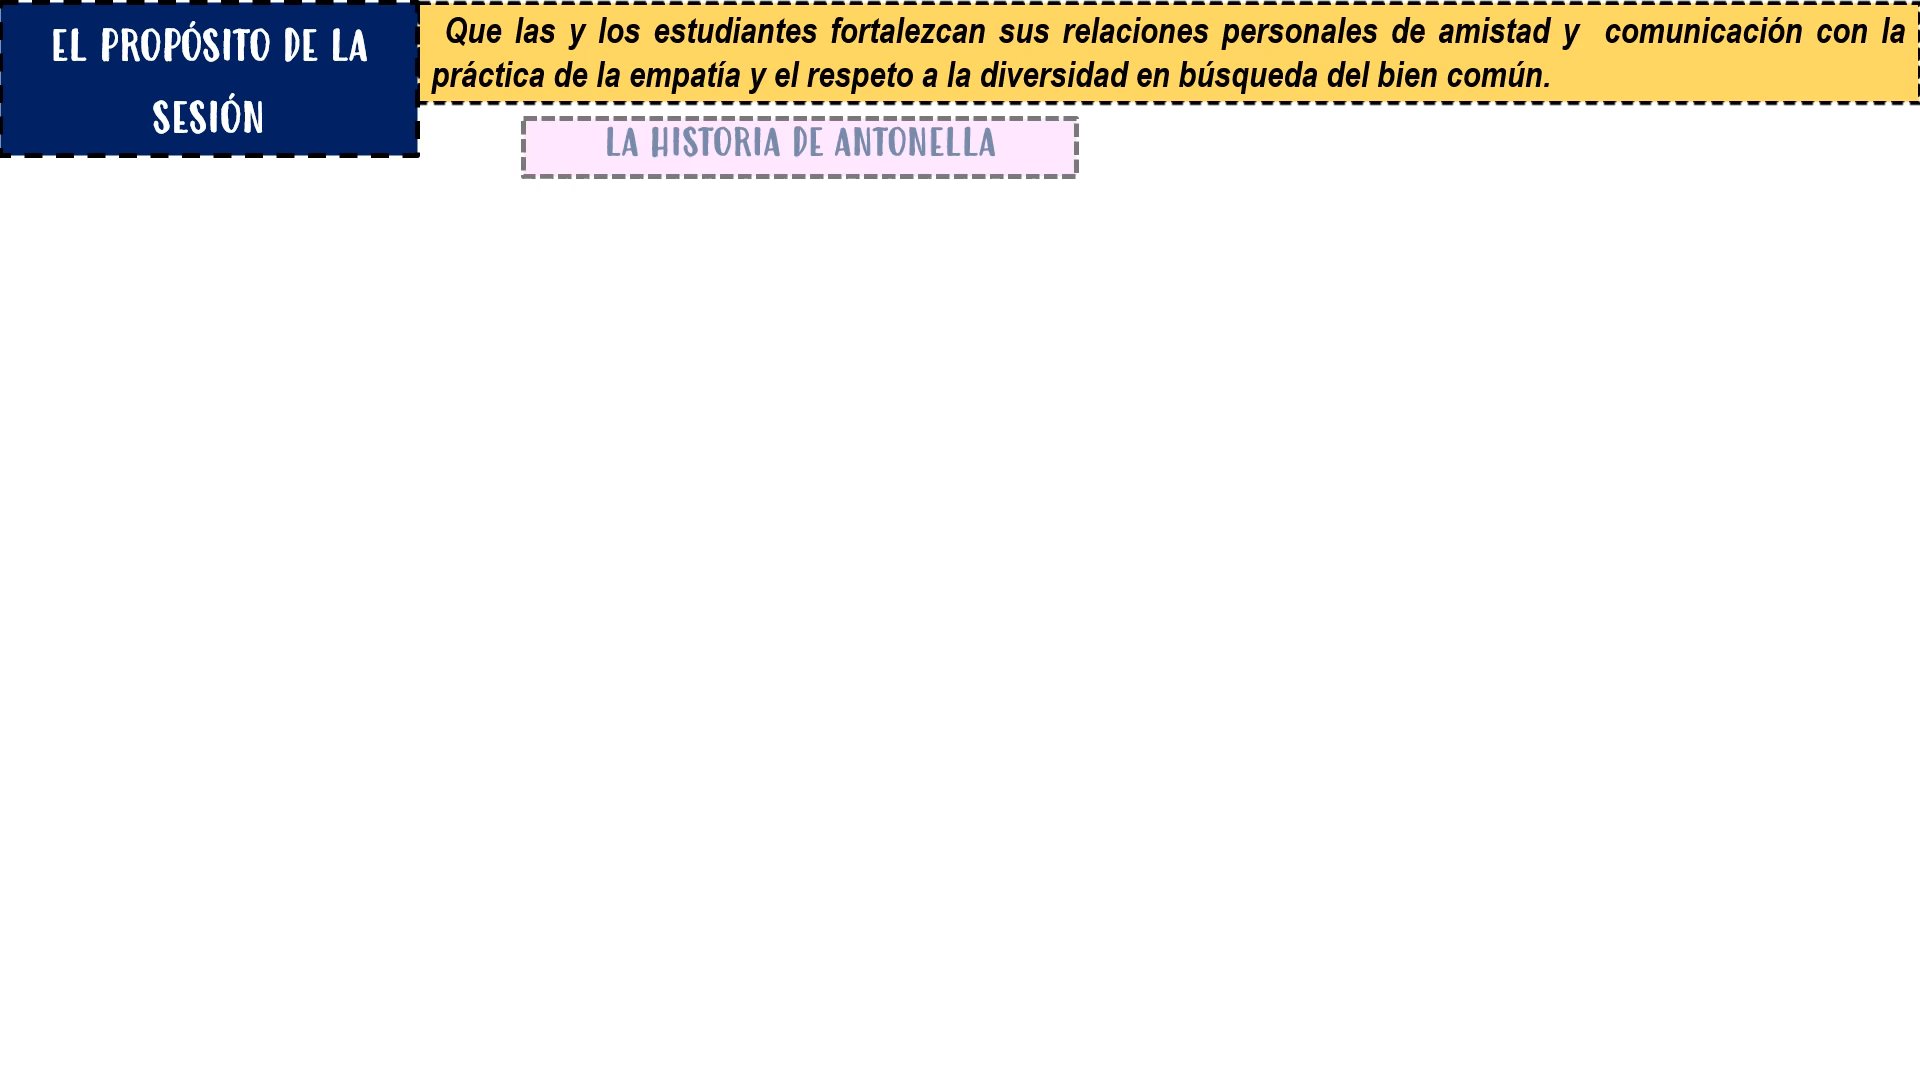 EL PROPÓSITO DE LA
SESIÓN
Que las y los estudiantes fortalezcan sus relaciones personales de amistad y comunicación con la
práctica de la empatía y el respeto a la diversidad en búsqueda del bien común.
LA HISTORIA DE ANTONELLA